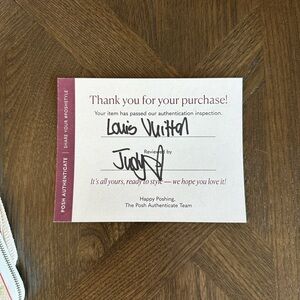 Thank you for your purchase!
Your item has passed our authentication inspection.
Louis Vuitton
Reviewed by
Judy
It's all yours, ready to style — we hope you love it!
Happy Poshing,
The Posh Authenticate Team
POSH AUTHENTICATE | SHARE YOUR #POSHSTYLE